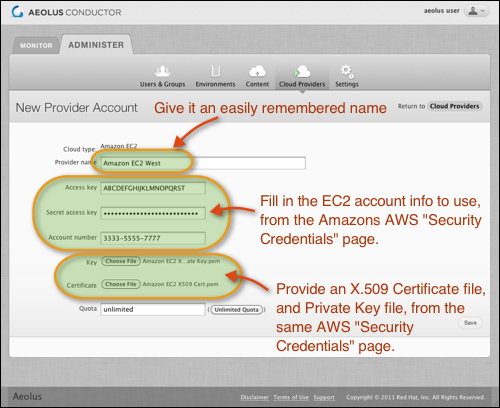 AEOLUS CONDUCTOR
aeolus user
MONITOR
ADMINISTER
Users & Groups
Environments
Content
Cloud Providers
Settings
New Provider Account
Give it an easily remembered name
Return to Cloud Providers
Cloud type: Amazon EC2
Provider name Amazon EC2 West
Access key ABCDEFGHIJKLMNOPQRST
Secret access key ••••••••••••••••••••••••••
Account number 3333-5555-7777
Fill in the EC2 account info to use,
from the Amazons AWS "Security
Credentials" page.
Key Choose File Amazon EC2 X...ate Key.pem
Certificate Choose File Amazon EC2 X509 Cert.pem
Quota unlimited (Unlimited Quota)
Provide an X.509 Certificate file,
and Private Key file, from the
same AWS "Security
Credentials" page.
Save
Aeolus
Disclaimer Terms of Use Support Copyright © 2011 Red Hat, Inc. All Rights Reserved.